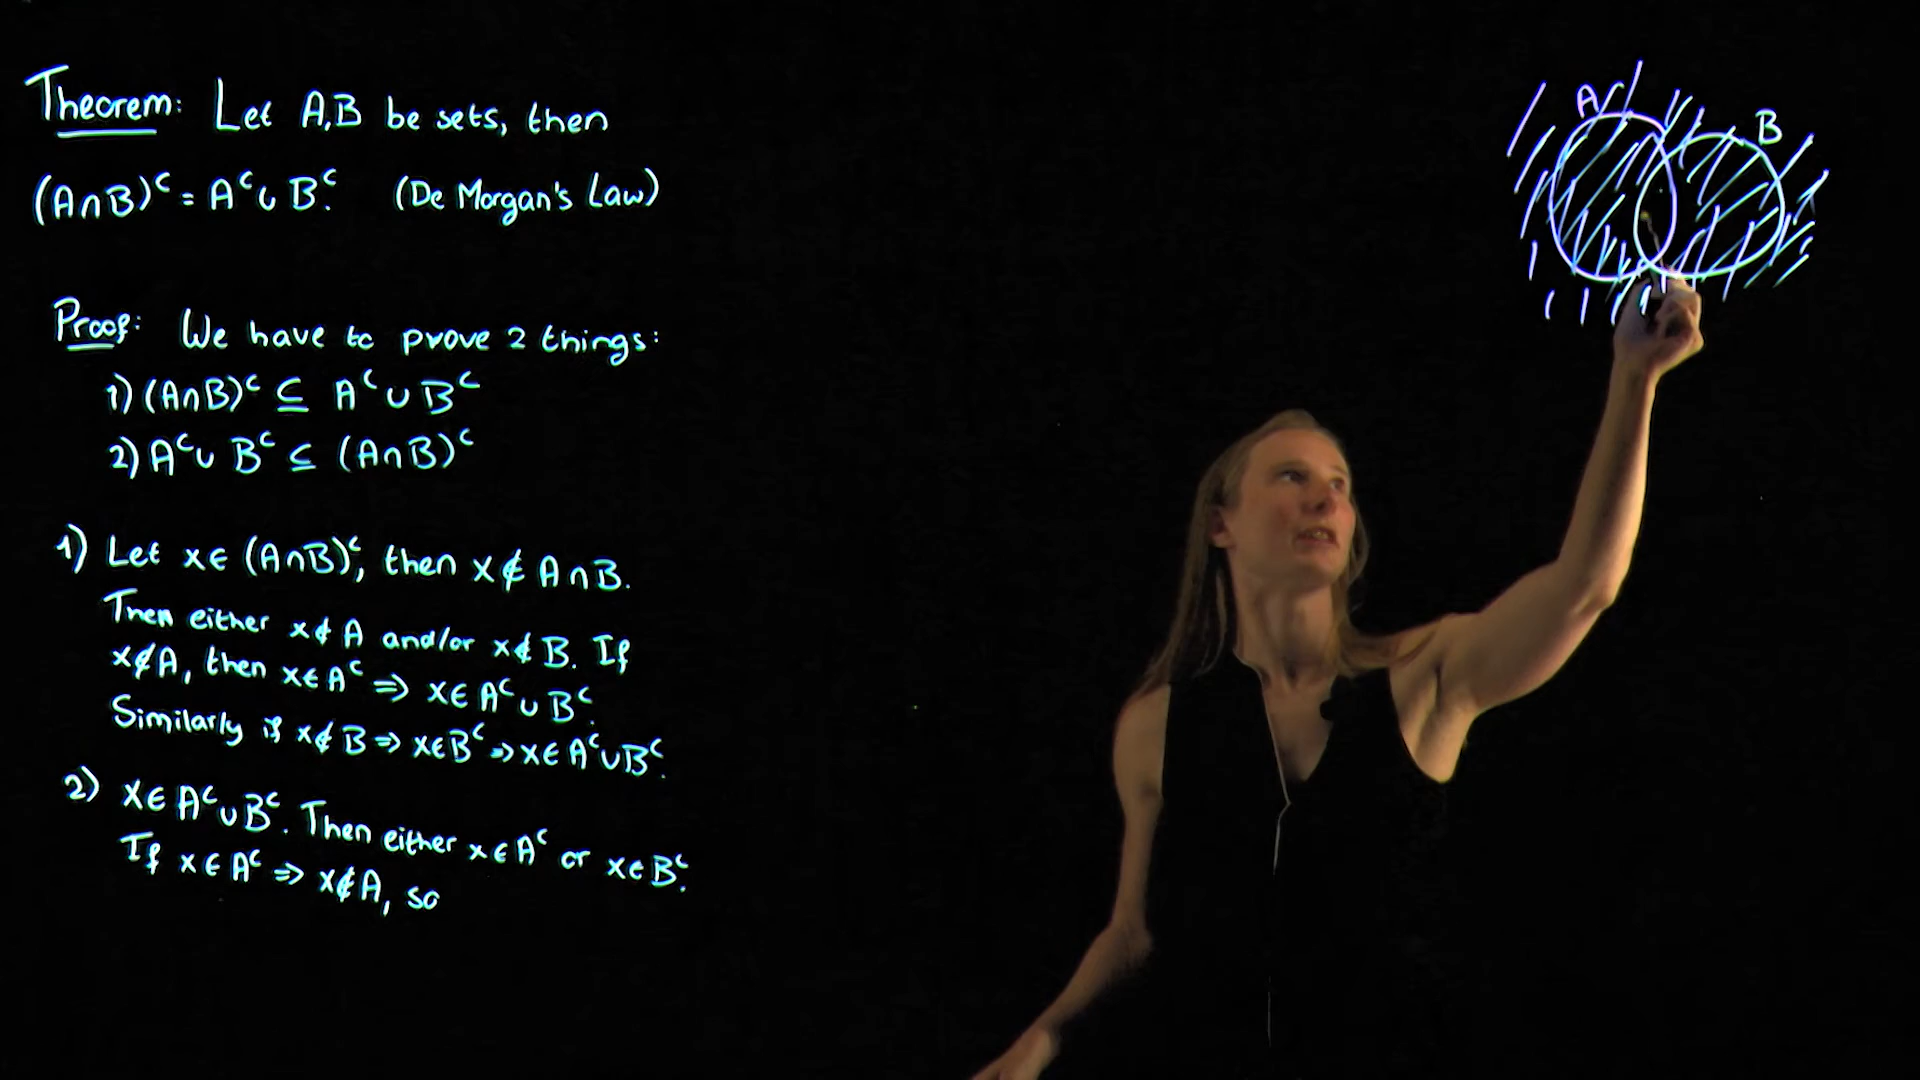 Theorem: Let A,B be sets, then
(A∩B)ᶜ = Aᶜ ∪ Bᶜ. (De Morgan's Law)
Proof: We have to prove 2 things:
1) (A∩B)ᶜ ⊆ Aᶜ ∪ Bᶜ
2) Aᶜ ∪ Bᶜ ⊆ (A∩B)ᶜ
1) Let x∈ (A∩B)ᶜ, then x∉ A∩B.
Then either x∉A and/or x∉B. If
x∉A, then x∈Aᶜ ⇒ x∈ Aᶜ ∪ Bᶜ.
Similarly if x∉B ⇒ x∈Bᶜ ⇒ x∈ Aᶜ∪Bᶜ.
2) x∈ Aᶜ∪Bᶜ. Then either x∈Aᶜ or x∈Bᶜ.
If x∈Aᶜ ⇒ x∉A, so
A
B